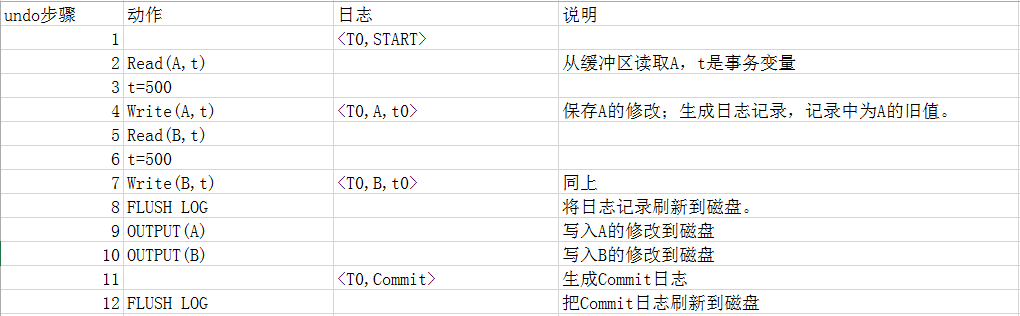 undo步骤 动作 日志 说明
1 <T0,START>
2 Read(A,t) 从缓冲区读取A，t是事务变量
3 t=500
4 Write(A,t) <T0,A,t0> 保存A的修改；生成日志记录，记录中为A的旧值。
5 Read(B,t)
6 t=500
7 Write(B,t) <T0,B,t0> 同上
8 FLUSH LOG 将日志记录刷新到磁盘。
9 OUTPUT(A) 写入A的修改到磁盘
10 OUTPUT(B) 写入B的修改到磁盘
11 <T0,Commit> 生成Commit日志
12 FLUSH LOG 把Commit日志刷新到磁盘